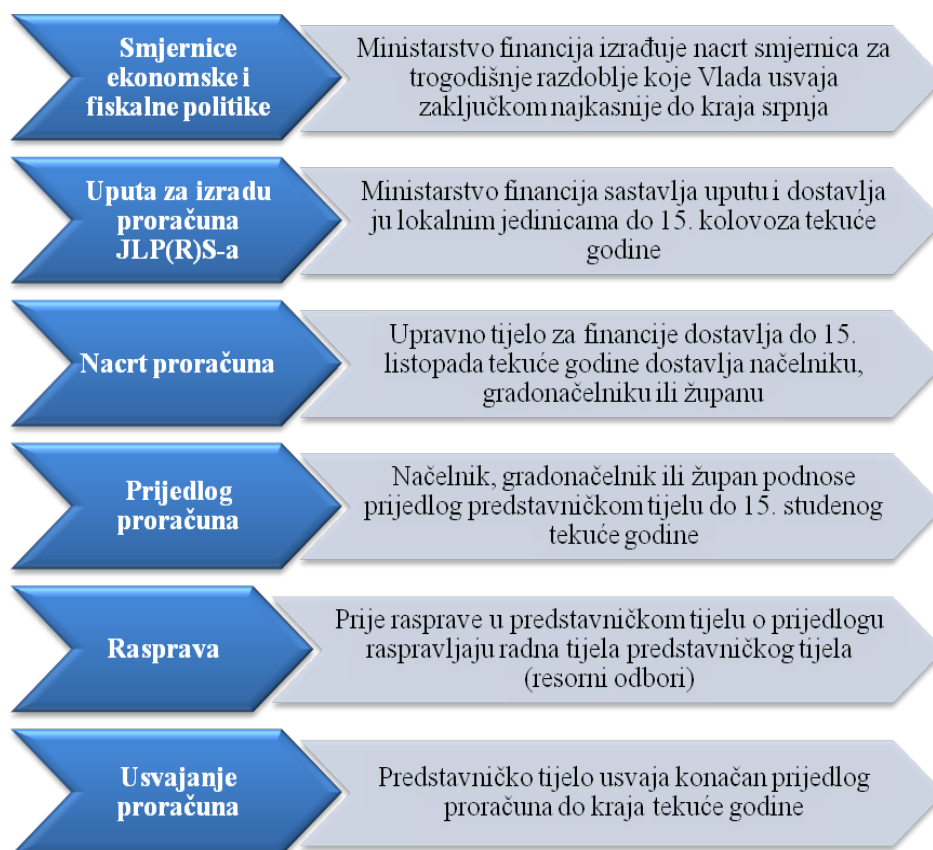 Smjernice
ekonomske i
fiskalne politike
Ministarstvo financija izrađuje nacrt smjernica za
trogodišnje razdoblje koje Vlada usvaja
zaključkom najkasnije do kraja srpnja
Uputa za izradu
proračuna
JLP(R)S-a
Ministarstvo financija sastavlja uputu i dostavlja
ju lokalnim jedinicama do 15. kolovoza tekuće
godine
Nacrt proračuna
Upravno tijelo za financije dostavlja do 15.
listopada tekuće godine dostavlja načelniku,
gradonačelniku ili županu
Prijedlog
proračuna
Načelnik, gradonačelnik ili župan podnose
prijedlog predstavničkom tijelu do 15. studenog
tekuće godine
Rasprava
Prije rasprave u predstavničkom tijelu o prijedlogu
raspravljaju radna tijela predstavničkog tijela
(resorni odbori)
Usvajanje
proračuna
Predstavničko tijelo usvaja konačan prijedlog
proračuna do kraja tekuće godine